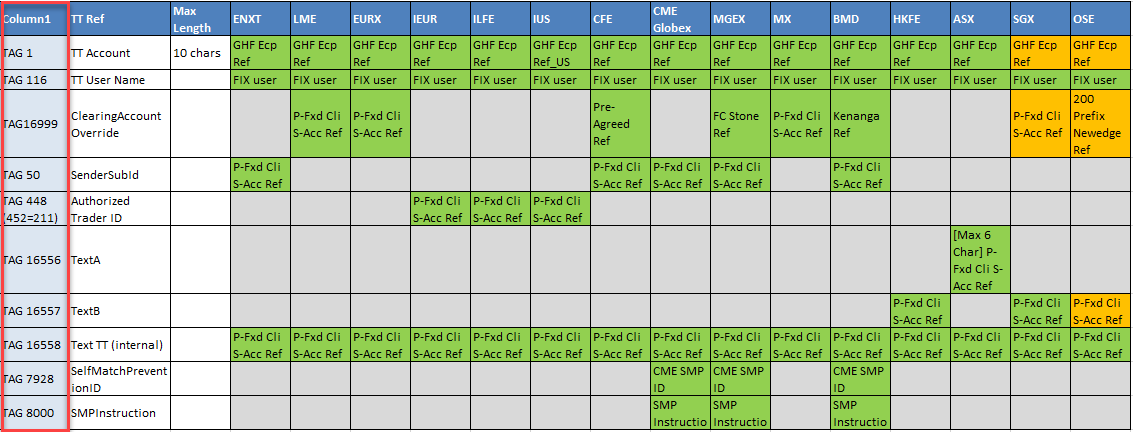 Column1 TT Ref Max Length ENXT LME EURX IEUR ILFE IUS CFE CME Globex MGEX MX BMD HKFE ASX SGX OSE
TAG 1 TT Account 10 chars GHF Ecp Ref GHF Ecp Ref GHF Ecp Ref GHF Ecp Ref GHF Ecp Ref GHF Ecp Ref_US GHF Ecp Ref GHF Ecp Ref GHF Ecp Ref GHF Ecp Ref GHF Ecp Ref GHF Ecp Ref GHF Ecp Ref GHF Ecp Ref GHF Ecp Ref
TAG 116 TT User Name FIX user FIX user FIX user FIX user FIX user FIX user FIX user FIX user FIX user FIX user FIX user FIX user FIX user FIX user FIX user
TAG16999 ClearingAccount Override P-Fxd Cli S-Acc Ref P-Fxd Cli S-Acc Ref Pre-Agreed Ref FC Stone Ref P-Fxd Cli S-Acc Ref Kenanga Ref P-Fxd Cli S-Acc Ref 200 Prefix Newedge Ref
TAG 50 SenderSubId P-Fxd Cli S-Acc Ref P-Fxd Cli S-Acc Ref P-Fxd Cli S-Acc Ref P-Fxd Cli S-Acc Ref P-Fxd Cli S-Acc Ref
TAG 448 (452=211) Authorized Trader ID P-Fxd Cli S-Acc Ref P-Fxd Cli S-Acc Ref P-Fxd Cli S-Acc Ref
TAG 16556 TextA [Max 6 Char] P-Fxd Cli S-Acc Ref
TAG 16557 TextB P-Fxd Cli S-Acc Ref P-Fxd Cli S-Acc Ref P-Fxd Cli S-Acc Ref
TAG 16558 Text TT (internal) P-Fxd Cli S-Acc Ref P-Fxd Cli S-Acc Ref P-Fxd Cli S-Acc Ref P-Fxd Cli S-Acc Ref P-Fxd Cli S-Acc Ref P-Fxd Cli S-Acc Ref P-Fxd Cli S-Acc Ref P-Fxd Cli S-Acc Ref P-Fxd Cli S-Acc Ref P-Fxd Cli S-Acc Ref P-Fxd Cli S-Acc Ref P-Fxd Cli S-Acc Ref P-Fxd Cli S-Acc Ref P-Fxd Cli S-Acc Ref P-Fxd Cli S-Acc Ref
TAG 7928 SelfMatchPreventionID CME SMP ID CME SMP ID CME SMP ID
TAG 8000 SMPInstruction SMP Instructio SMP Instructio SMP Instructio